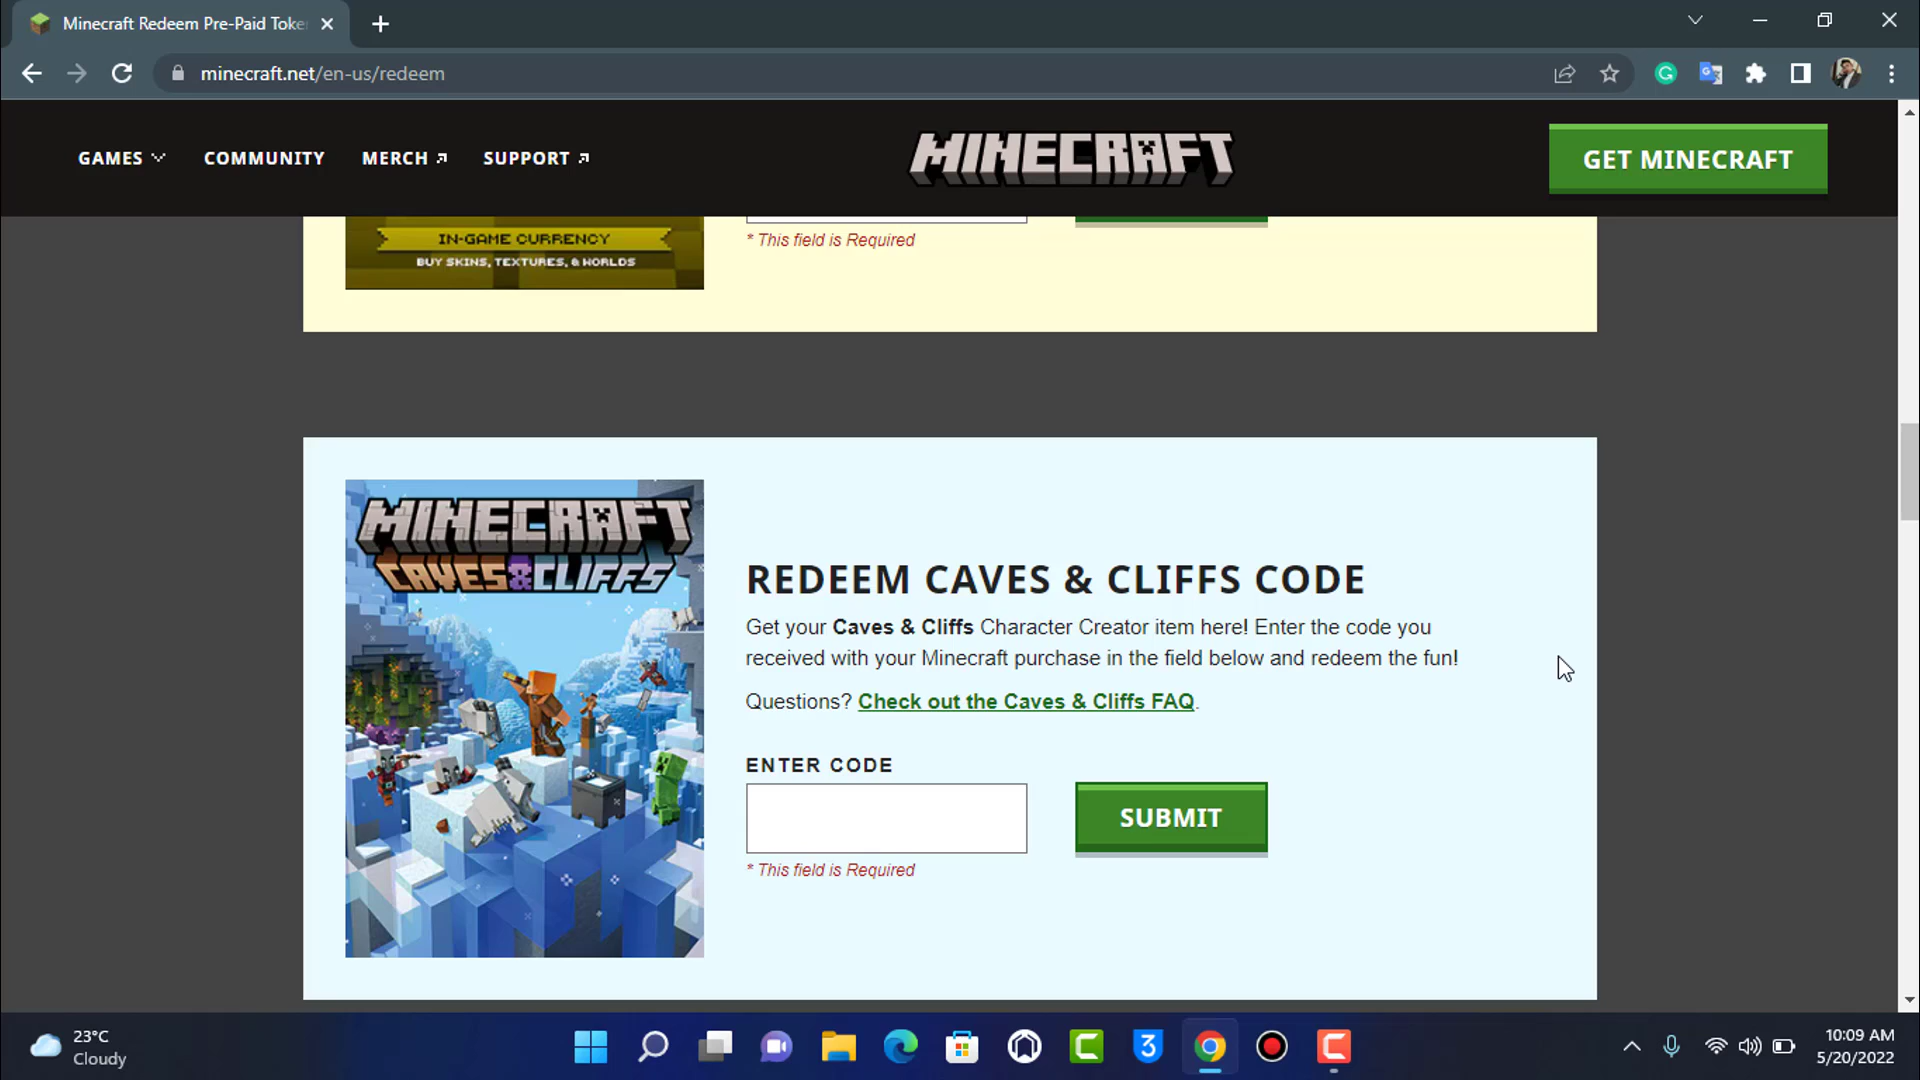 Minecraft Redeem Pre-Paid Toke
minecraft.net/en-us/redeem
GAMES
COMMUNITY
MERCH
SUPPORT
MINECRAFT
GET MINECRAFT
IN-GAME CURRENCY
BUY SKINS, TEXTURES, & WORLDS
* This field is Required
MINECRAFT
CAVES & CLIFFS
REDEEM CAVES & CLIFFS CODE
Get your Caves & Cliffs Character Creator item here! Enter the code you
received with your Minecraft purchase in the field below and redeem the fun!
Questions? Check out the Caves & Cliffs FAQ.
ENTER CODE
SUBMIT
* This field is Required
23°C
Cloudy
3
10:09 AM
5/20/2022